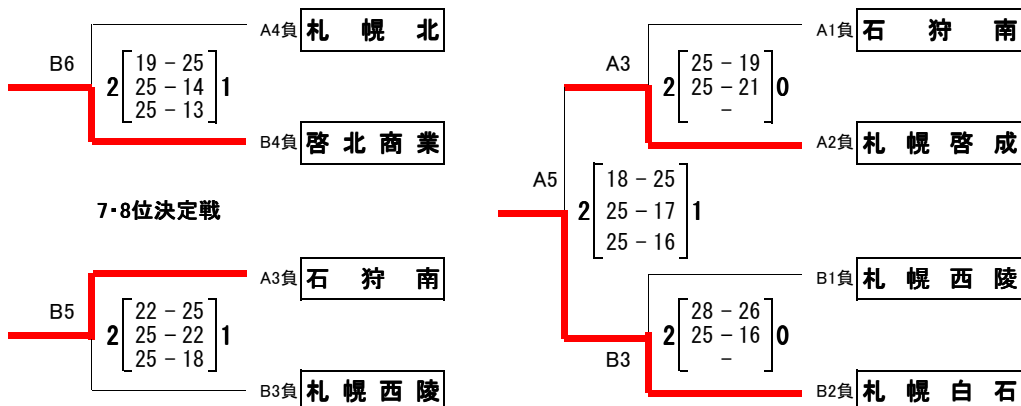 A4負 札幌北
B6
2 [19 − 25
25 − 14
25 − 13] 1
B4負 啓北商業
7・8位決定戦
A3負 石狩南
B5
2 [22 − 25
25 − 22
25 − 18] 1
B3負 札幌西陵
A1負 石狩南
A3
2 [25 − 19
25 − 21
−] 0
A2負 札幌啓成
A5
2 [18 − 25
25 − 17
25 − 16] 1
B1負 札幌西陵
2 [28 − 26
25 − 16
−] 0
B3
B2負 札幌白石